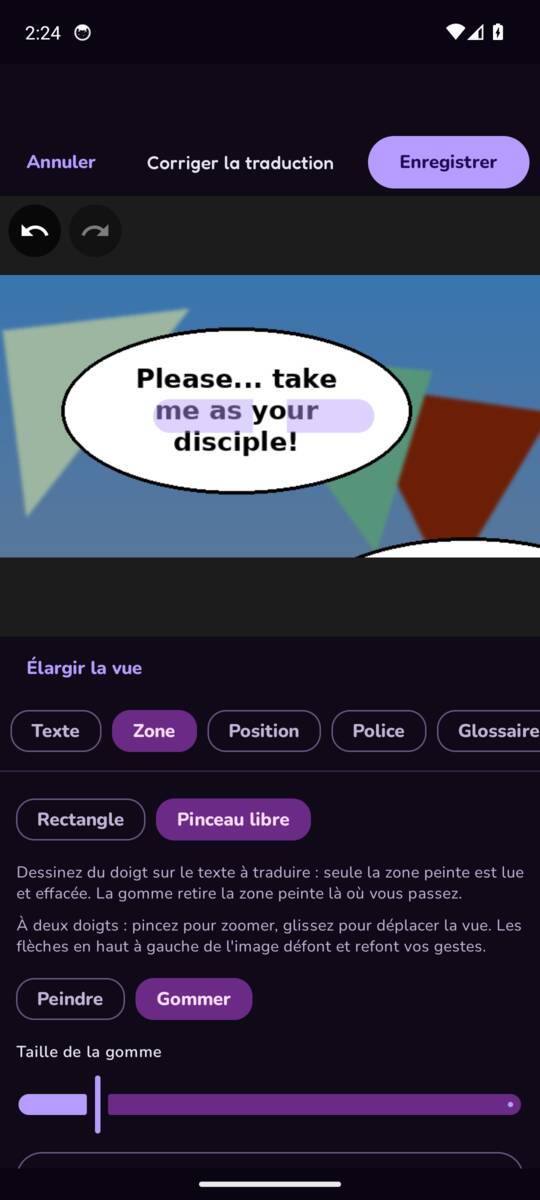 2:24
Annuler
Corriger la traduction
Enregistrer
Please... take
me as your
disciple!
Élargir la vue
Texte
Zone
Position
Police
Glossaire
Rectangle
Pinceau libre
Dessinez du doigt sur le texte à traduire : seule la zone peinte est lue
et effacée. La gomme retire la zone peinte là où vous passez.
À deux doigts : pincez pour zoomer, glissez pour déplacer la vue. Les
flèches en haut à gauche de l'image défont et refont vos gestes.
Peindre
Gommer
Taille de la gomme